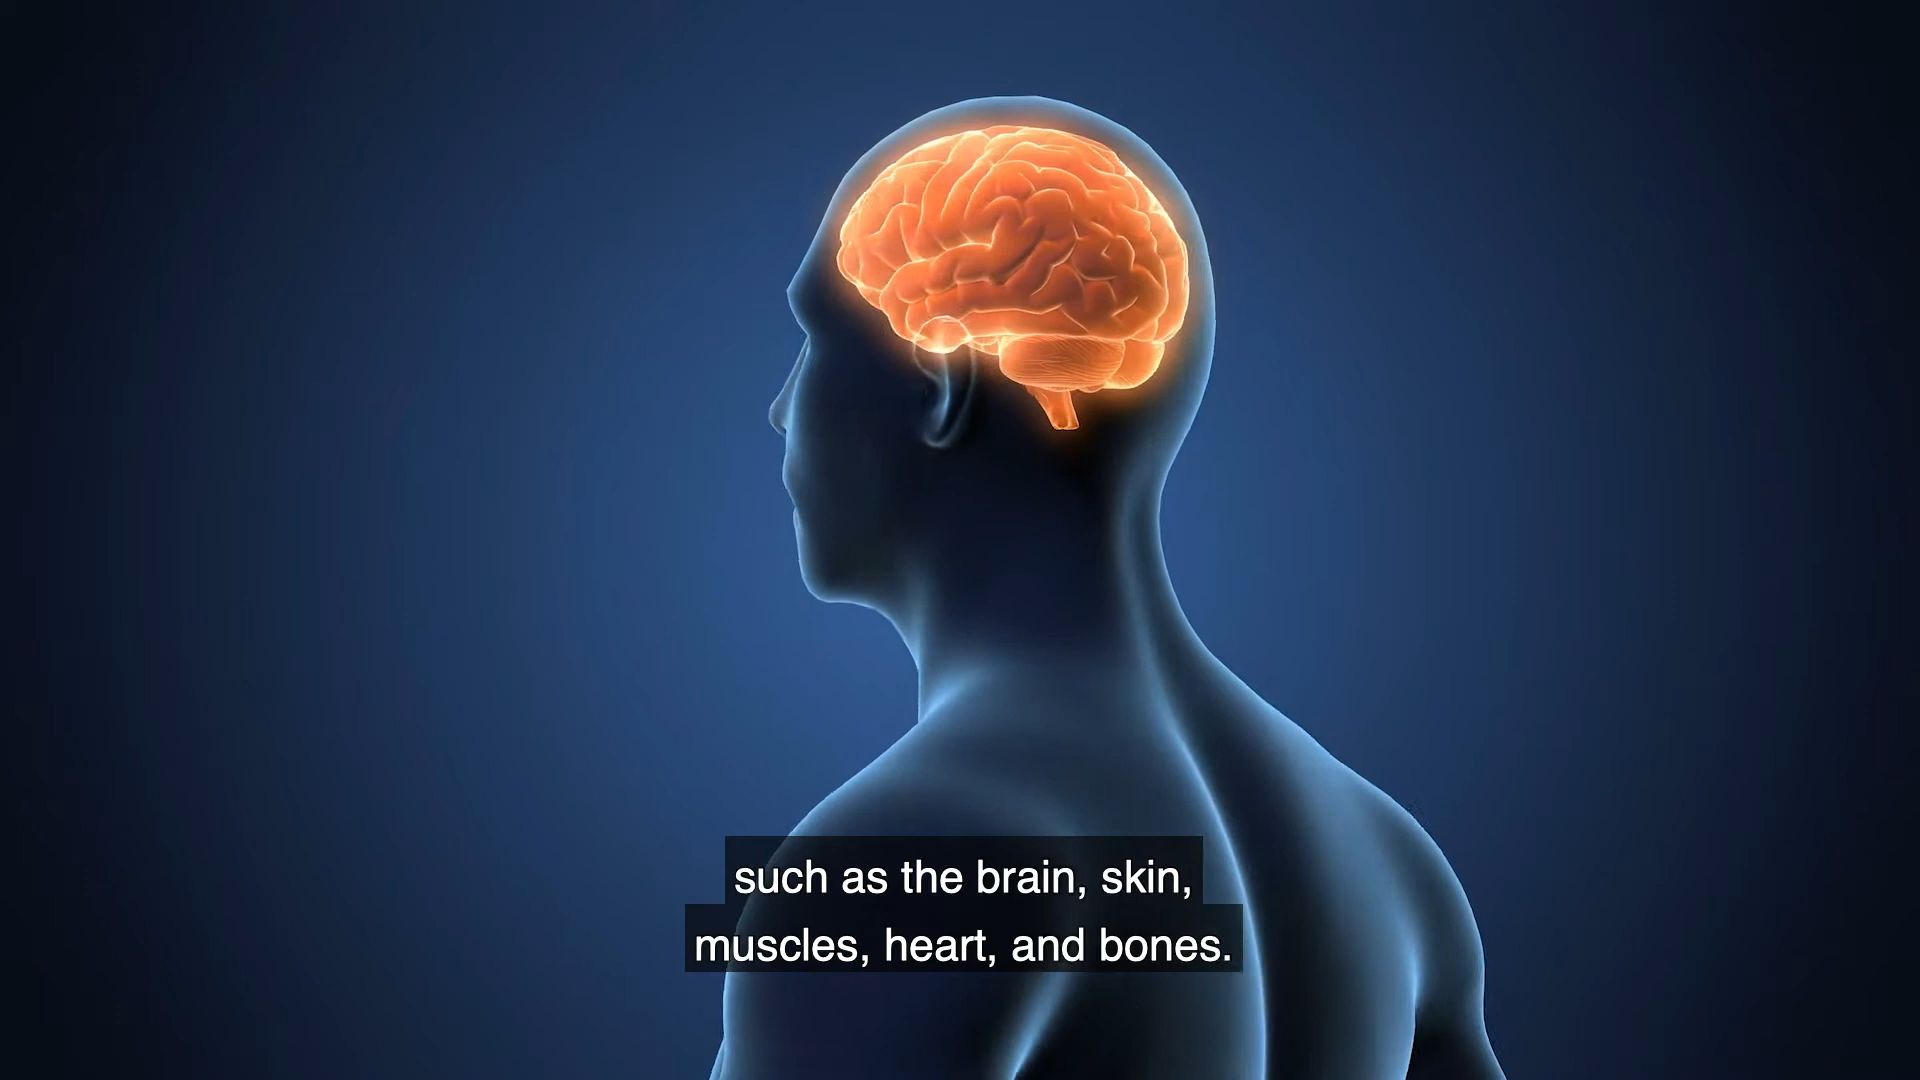 such as the brain, skin,
muscles, heart, and bones.